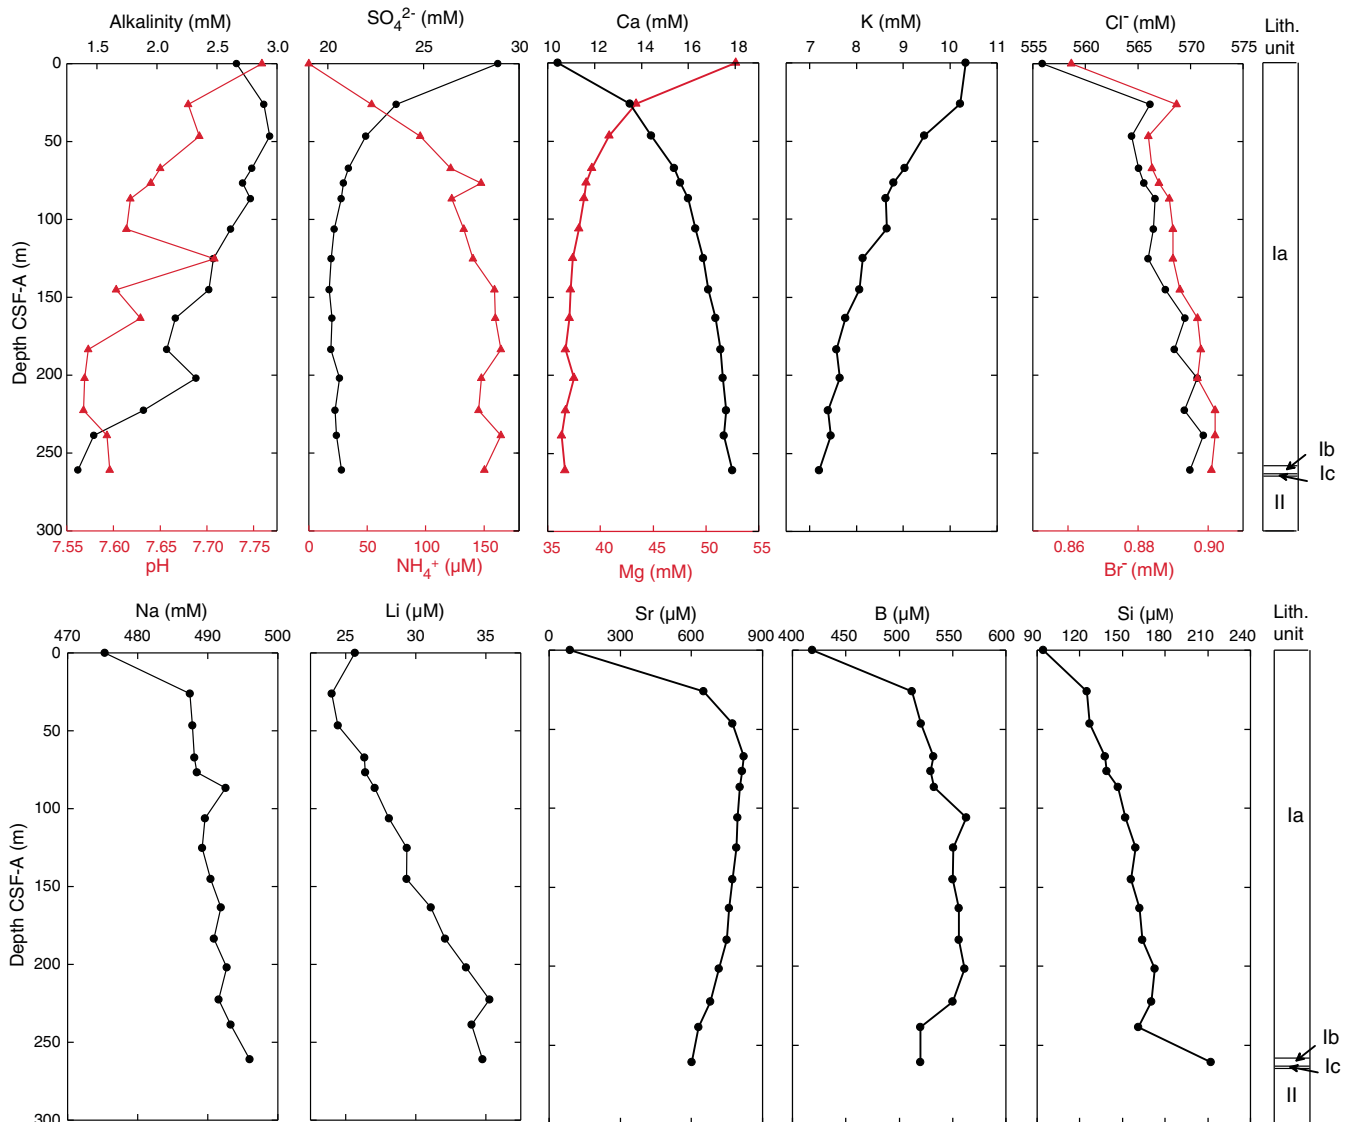 Alkalinity (mM) SO₄²⁻ (mM) Ca (mM) K (mM) Cl⁻ (mM) Lith. unit
1.5 2.0 2.5 3.0 20 25 30 10 12 14 16 18 7 8 9 10 11 555 560 565 570 575
0
50
100
150
200
250
300
Depth CSF-A (m)
Ia
Ib
Ic
II
7.55 7.60 7.65 7.70 7.75 0 50 100 150 35 40 45 50 55 0.86 0.88 0.90
pH NH₄⁺ (µM) Mg (mM) Br⁻ (mM)
Na (mM) Li (µM) Sr (µM) B (µM) Si (µM) Lith. unit
470 480 490 500 25 30 35 0 300 600 900 400 450 500 550 600 90 120 150 180 210 240
0
50
100
150
200
250
300
Depth CSF-A (m)
Ia
Ib
Ic
II